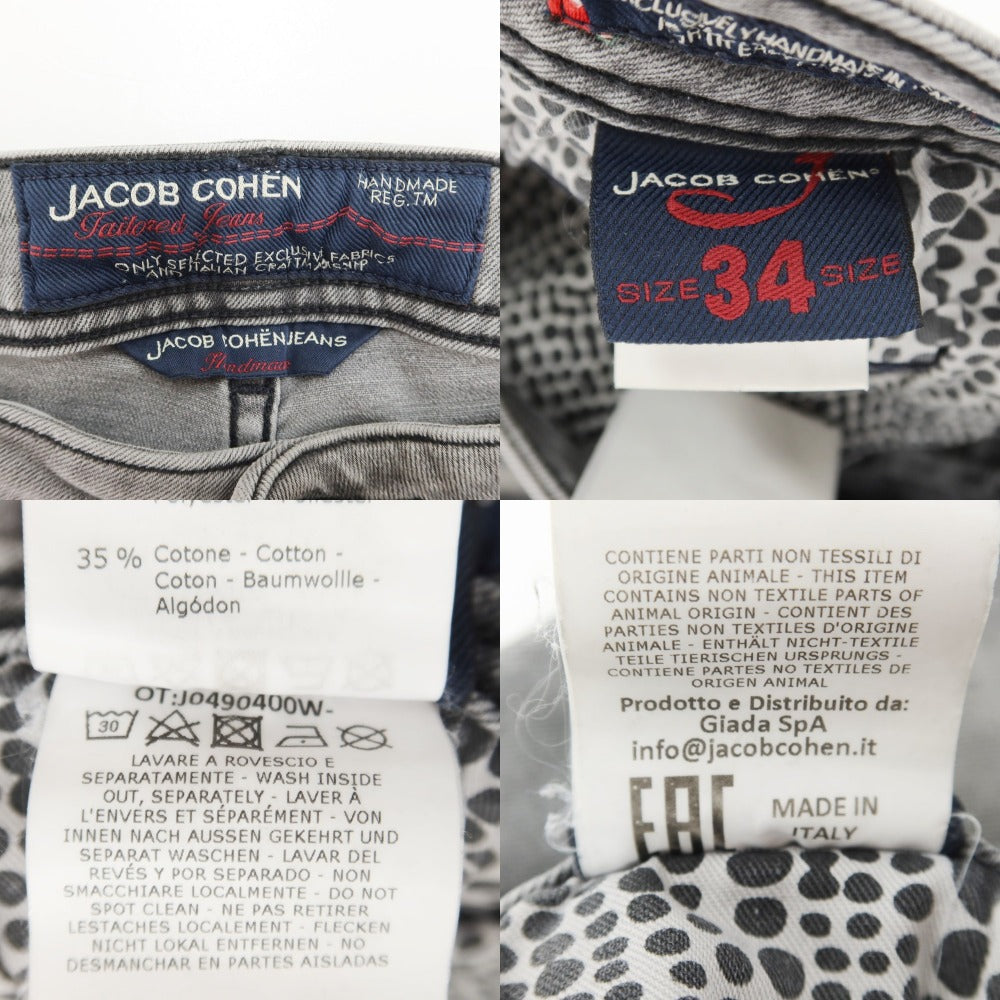 JACOB COHËN
HANDMADE
REG.TM
Tailored Jeans
ONLY SELECTED EXCLUSIV FABRICS
AND ITALIAN
JACOB COHËNJEANS
EXCLUSIVELY HANDMADE IN
JACOB COHËN
SIZE 34 SIZE
35 % Cotone - Cotton -
Coton - Baumwollle -
Algódon
OT:J0490400W-
30
LAVARE A ROVESCIO E
SEPARATAMENTE - WASH INSIDE
OUT, SEPARATELY - LAVER À
L'ENVERS ET SÉPARÉMENT - VON
INNEN NACH AUSSEN GEKEHRT UND
SEPARAT WASCHEN - LAVAR DEL
REVÉS Y POR SEPARADO - NON
SMACCHIARE LOCALMENTE - DO NOT
SPOT CLEAN - NE PAS RETIRER
LESTACHES LOCALEMENT - FLECKEN
NICHT LOKAL ENTFERNEN - NO
DESMANCHAR EN PARTES AISLADAS
CONTIENE PARTI NON TESSILI DI
ORIGINE ANIMALE - THIS ITEM
CONTAINS NON TEXTILE PARTS OF
ANIMAL ORIGIN - CONTIENT DES
PARTIES NON TEXTILES D'ORIGINE
ANIMALE - ENTHÄLT NICHT-TEXTILE
TEILE TIERISCHEN URSPRUNGS -
CONTIENE PARTES NO TEXTILES DE
ORIGEN ANIMAL
Prodotto e Distribuito da:
Giada SpA
info@jacobcohen.it
EAC
MADE IN
ITALY